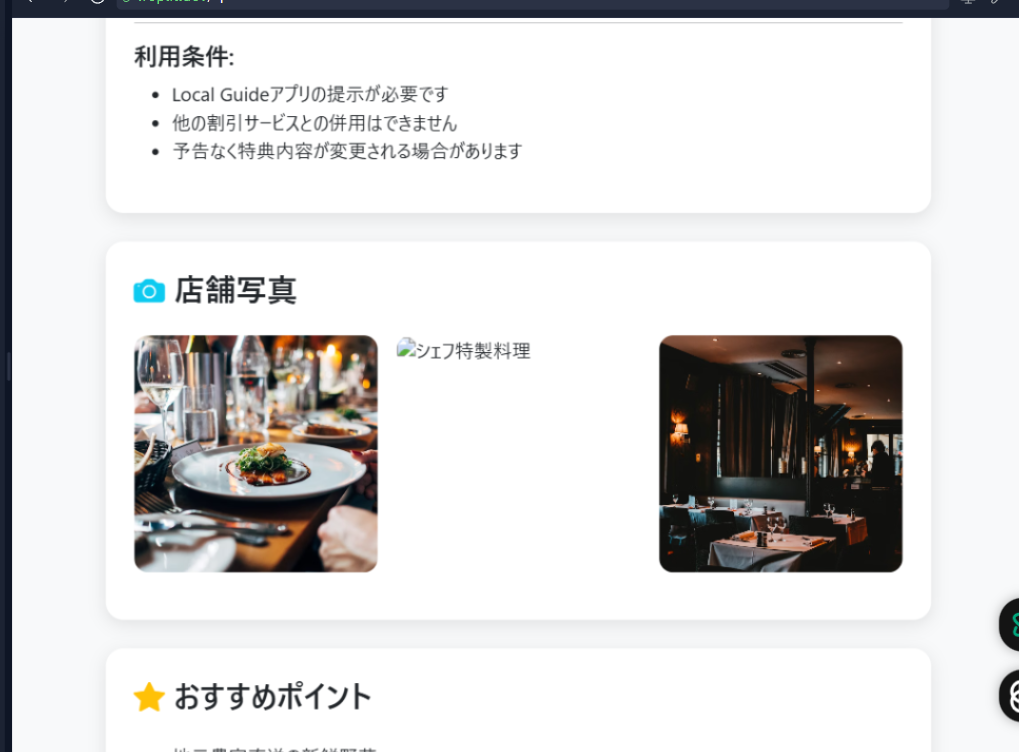 利用条件:
• Local Guideアプリの提示が必要です
• 他の割引サービスとの併用はできません
• 予告なく特典内容が変更される場合があります
店舗写真
シェフ特製料理
おすすめポイント